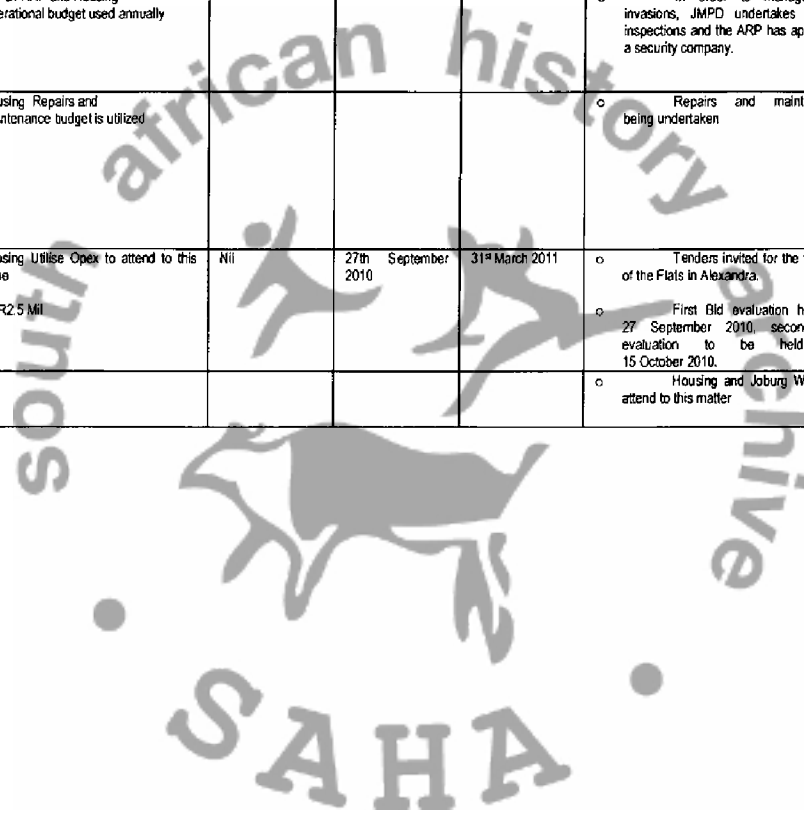 erational budget used annually
invasions, JMPD undertakes
inspections and the ARP has ap
a security company.
using Repairs and
ntenance budget is utilized
o Repairs and maint
being undertaken
using Utilise Opex to attend to this
e
R2.5 Mil
Nil
27th September
2010
31st March 2011
o Tenders invited for the
of the Flats in Alexandra.
o First Bid evaluation h
27 September 2010, secon
evaluation to be held
15 October 2010.
o Housing and Joburg W
attend to this matter
south african history archive
SAHA